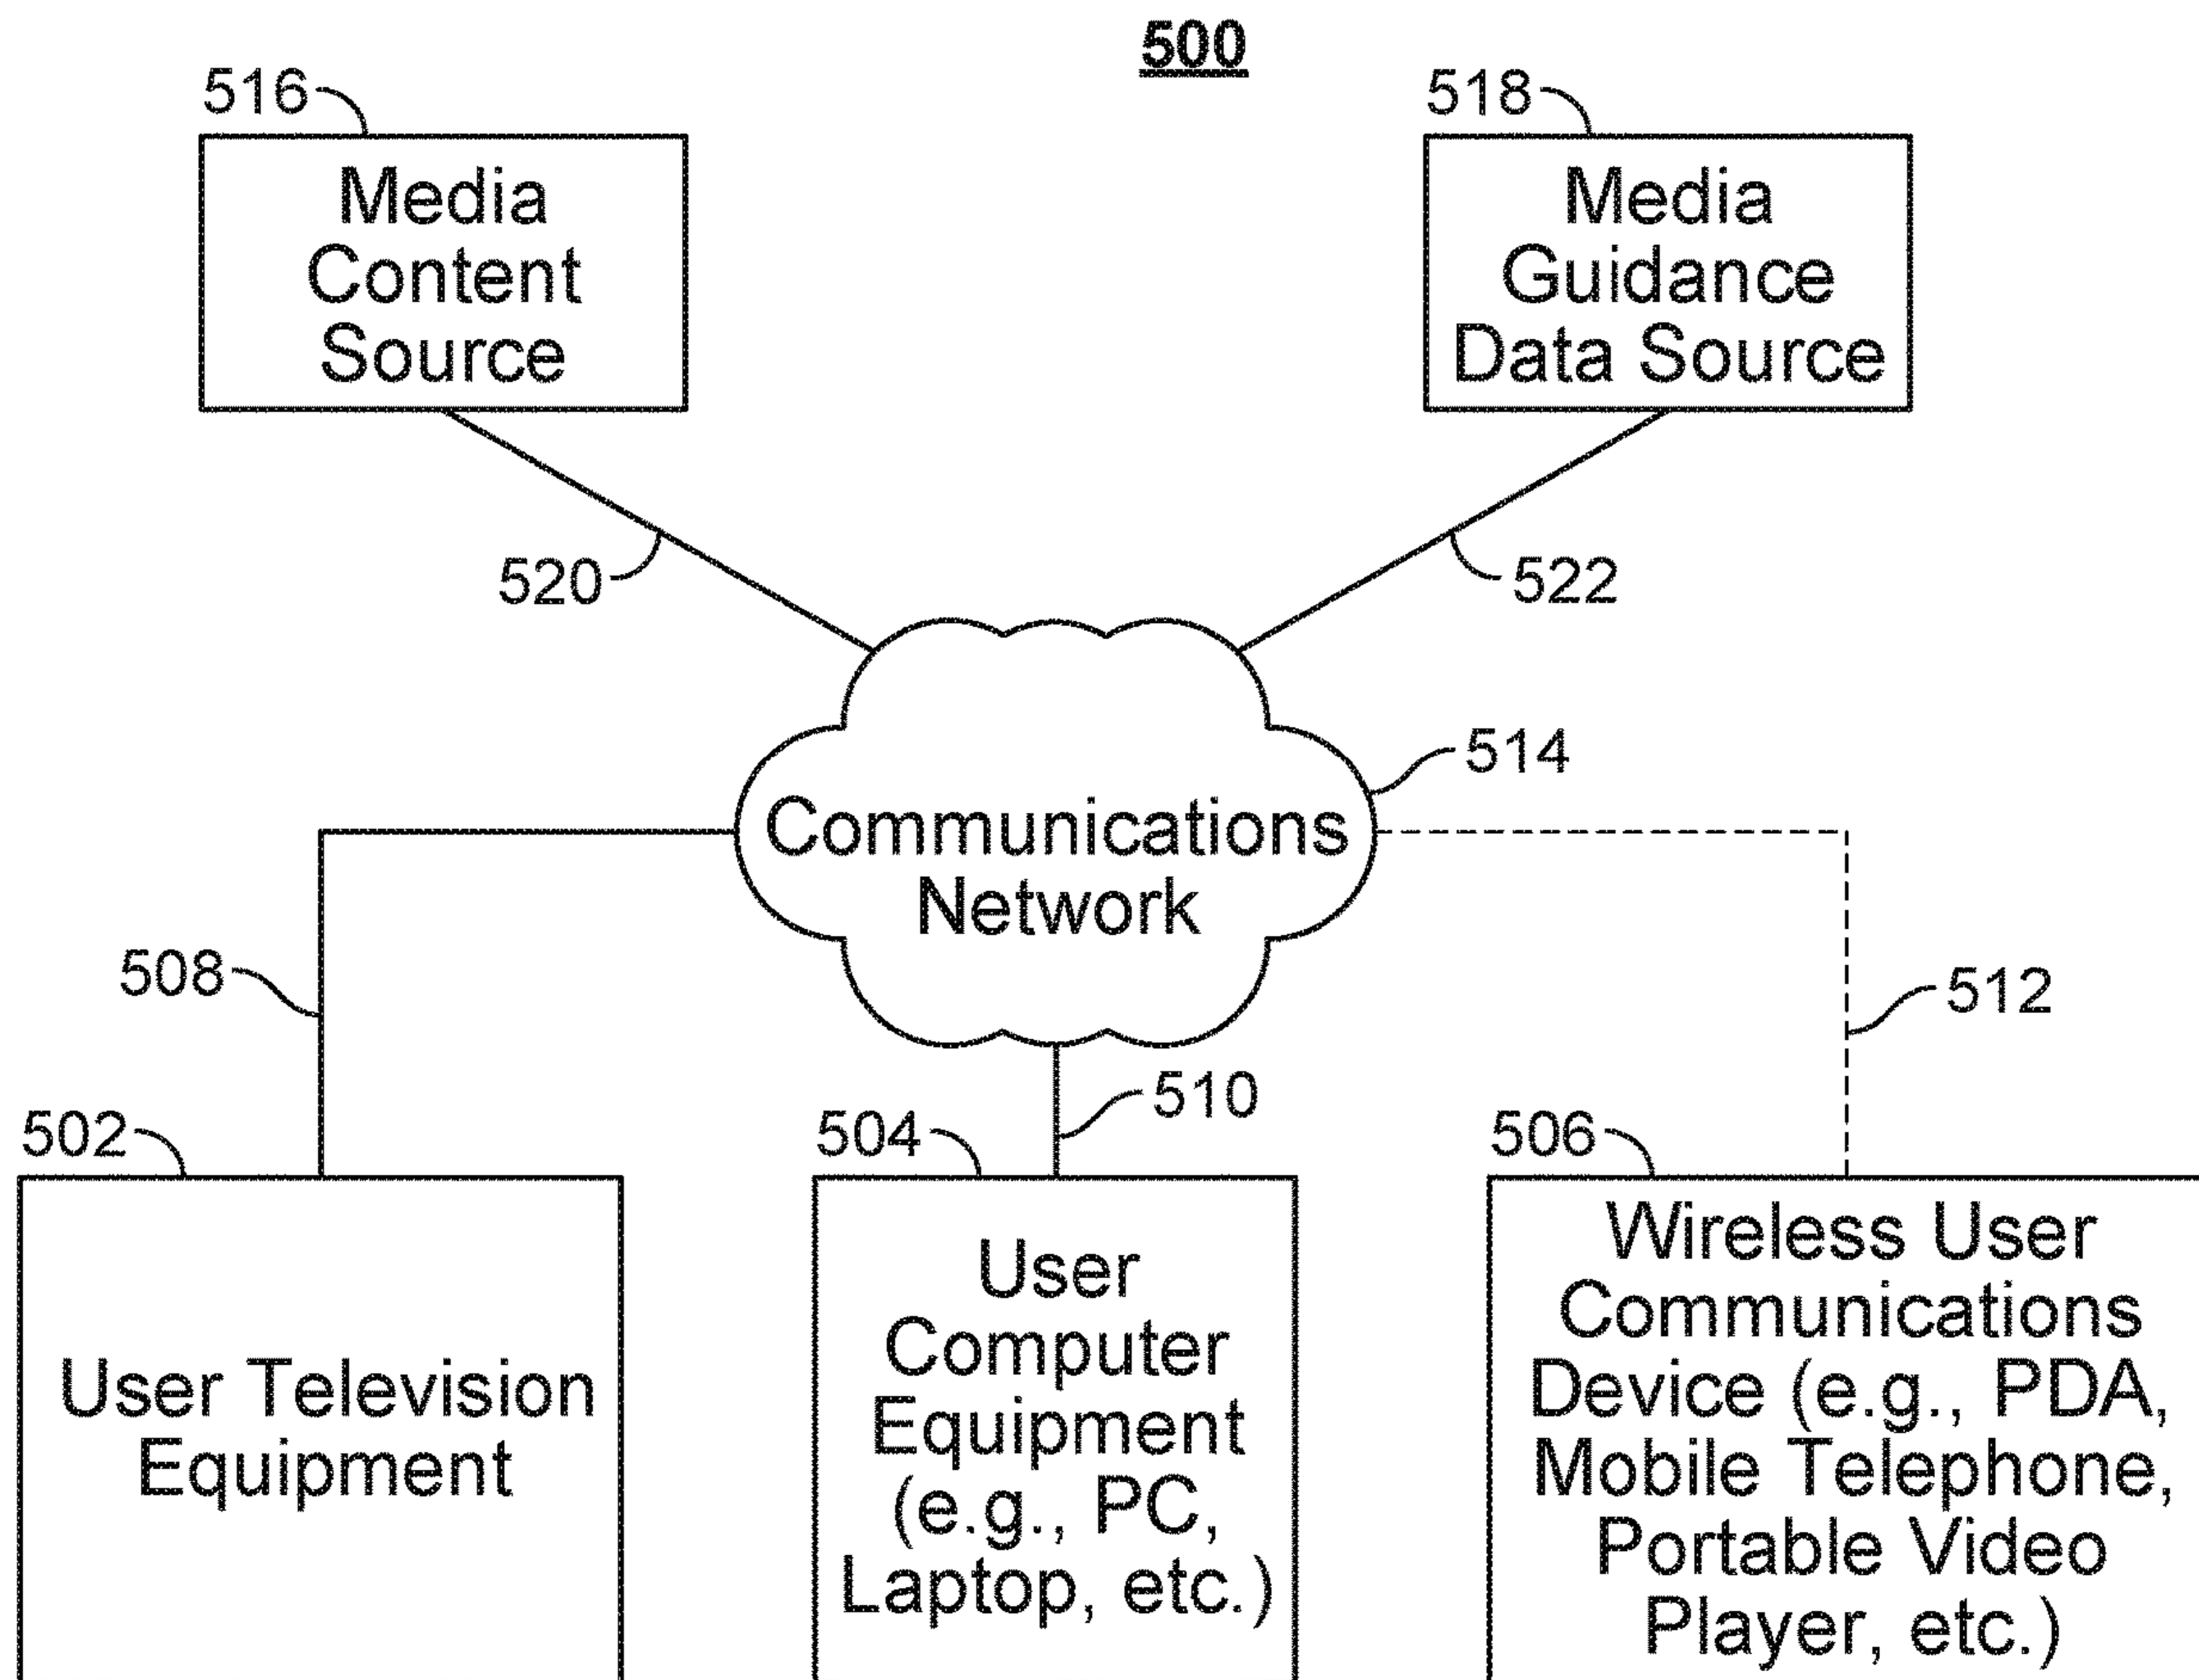 500
516
518
Media
Content
Source
Media
Guidance
Data Source
520
522
514
Communications
Network
508
512
510
502
504
506
User Television
Equipment
User
Computer
Equipment
(e.g., PC,
Laptop, etc.)
Wireless User
Communications
Device (e.g., PDA,
Mobile Telephone,
Portable Video
Player, etc.)